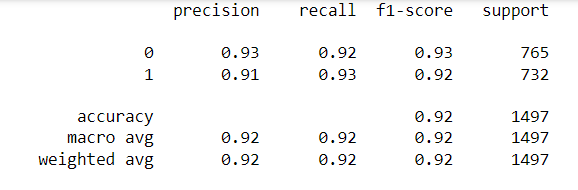 precision recall f1-score support
0 0.93 0.92 0.93 765
1 0.91 0.93 0.92 732
accuracy 0.92 1497
macro avg 0.92 0.92 0.92 1497
weighted avg 0.92 0.92 0.92 1497